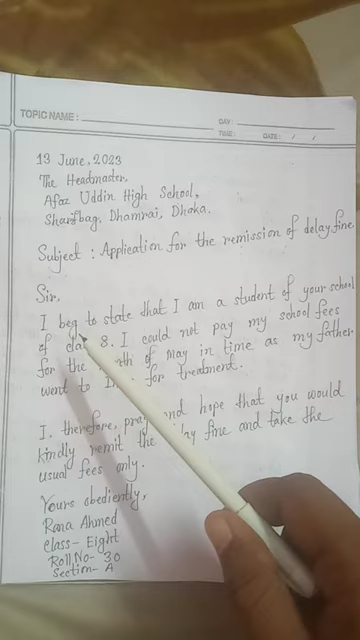 TOPIC NAME :
DAY :
TIME :
DATE : / /
13 June, 2023
The Headmaster,
Afaz Uddin High School,
Sharifbag, Dhamrai, Dhaka.
Subject : Application for the remission of delay fine.
Sir,
I beg to state that I am a student of your school
of 8. I could not pay my school fees
for the of May in time as my father
went to for treatment.
I, therefore, pray and hope that you would
kindly remit the fine and take the
usual fees only.
Yours obediently,
Rana Ahmed
Class- Eight
Roll No- 30
Section- A